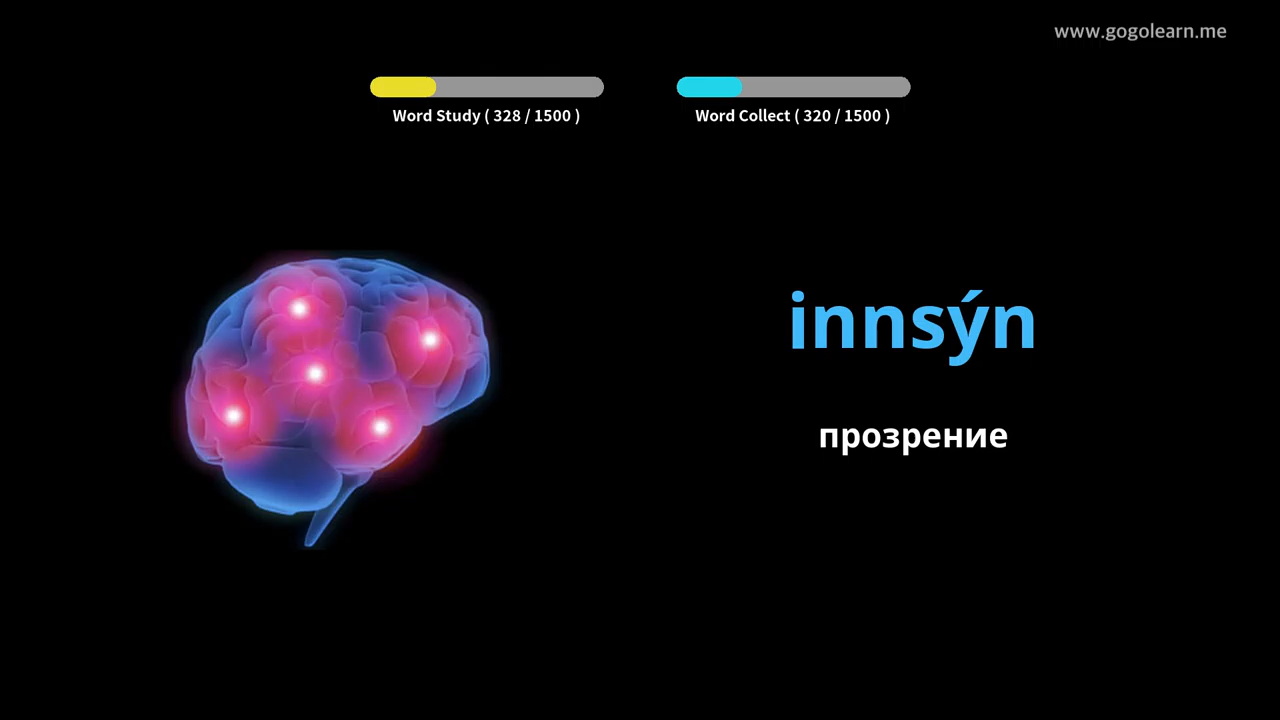 www.gogolearn.me
Word Study ( 328 / 1500 )
Word Collect ( 320 / 1500 )
innsýn
прозрение